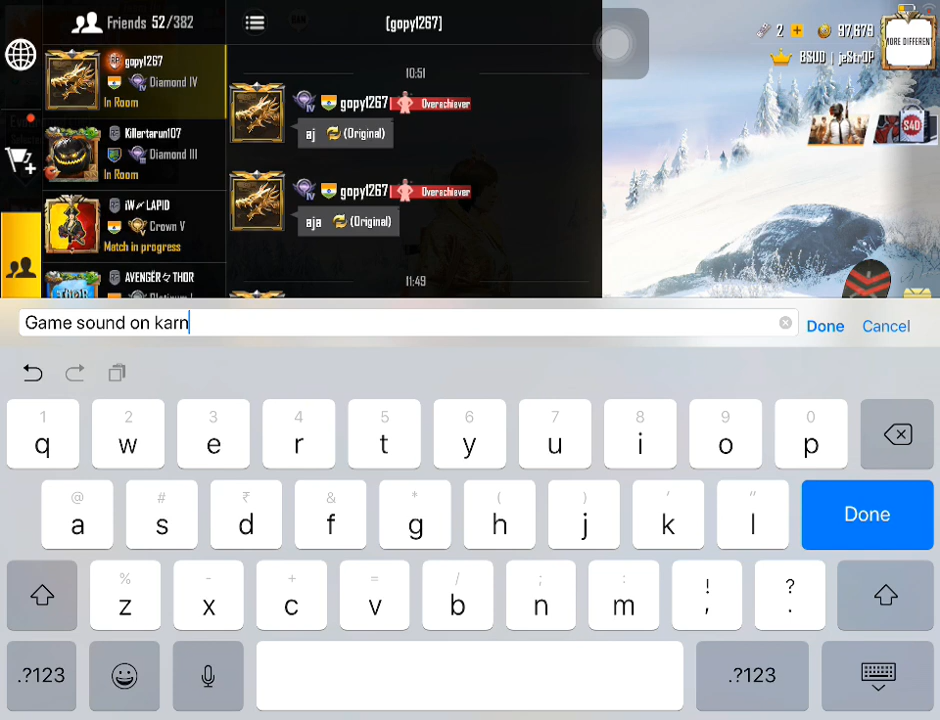 Friends 52/382
[gopy1267]
2
97,679
MORE DIFFERENT
BSUD | jeStrOP
gopy1267
Diamond IV
In Room
Killertarun107
Diamond III
In Room
iW LAPID
Crown V
Match in progress
AVENGĒR THOR
10:51
gopy1267 Overachiever
aj (Original)
gopy1267 Overachiever
aja (Original)
11:49
S4D
Game sound on karn
Done Cancel
1 2 3 4 5 6 7 8 9 0
q w e r t y u i o p
@ # ₹ & * ( ) ' "
a s d f g h j k l Done
% - + = / ; : ! ?
z x c v b n m , .
.?123 .?123